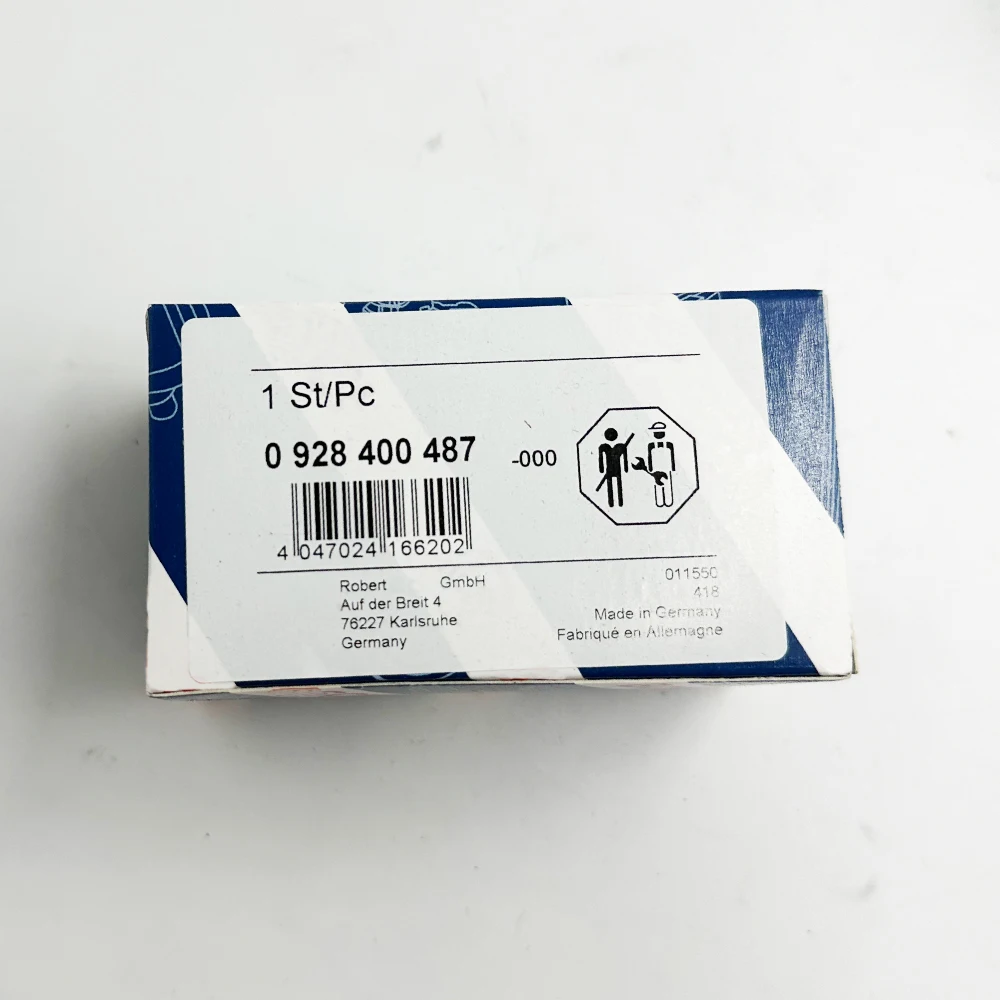 1 St/Pc
0 928 400 487 -000
4 047024 166202
Robert GmbH
Auf der Breit 4
76227 Karlsruhe
Germany
011550
418
Made in Germany
Fabriqué en Allemagne